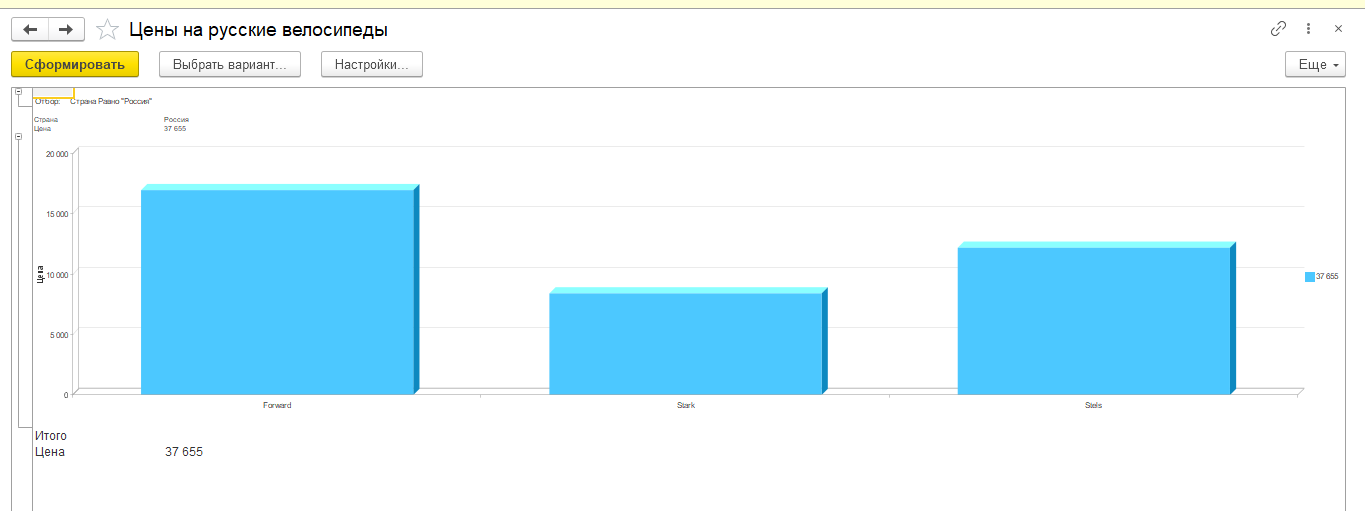 Цены на русские велосипеды
Сформировать Выбрать вариант... Настройки... Еще
Отбор: Страна Равно "Россия"
Страна Россия
Цена 37 655
20 000
15 000
10 000
5 000
0
Цена
37 655
Forward Stark Stels
Итого
Цена 37 655